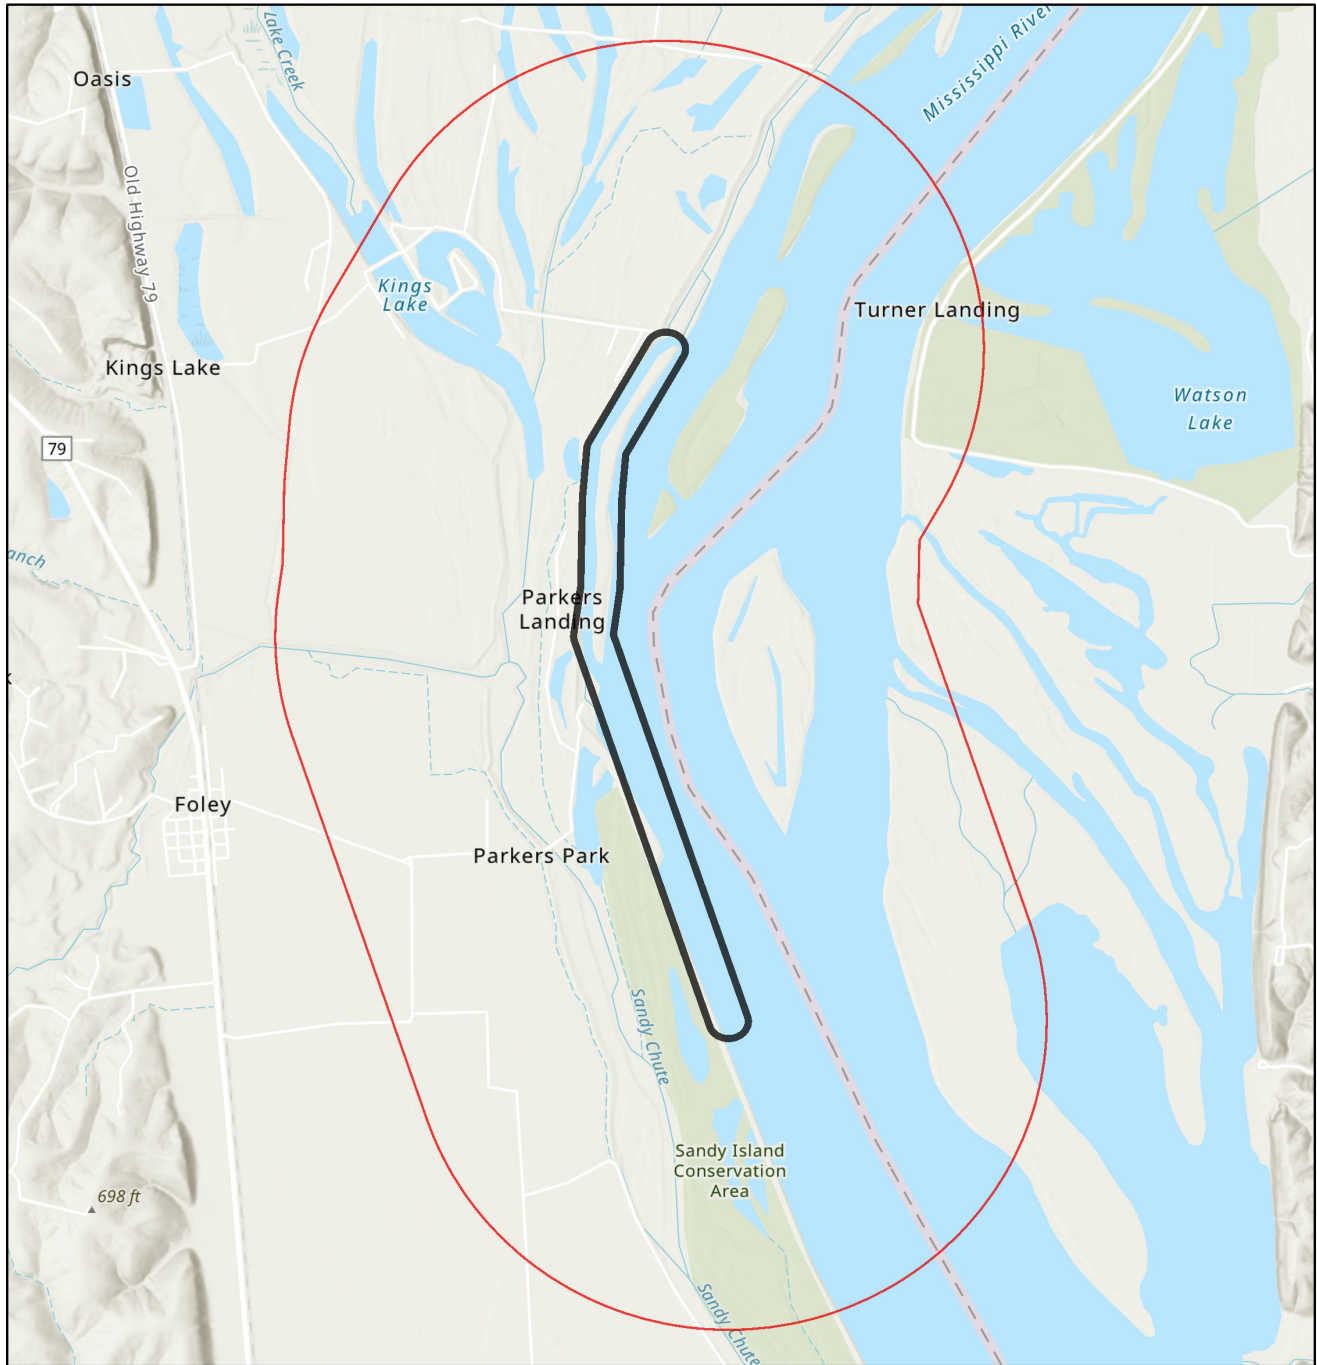 Lake Creek
Mississippi River
Oasis
Old Highway 79
Kings
Lake
Turner Landing
Kings Lake
Watson
Lake
79
anch
Parkers
Landing
Foley
Parkers Park
Sandy Chute
Sandy Island
Conservation
Area
698 ft
Sandy Chute